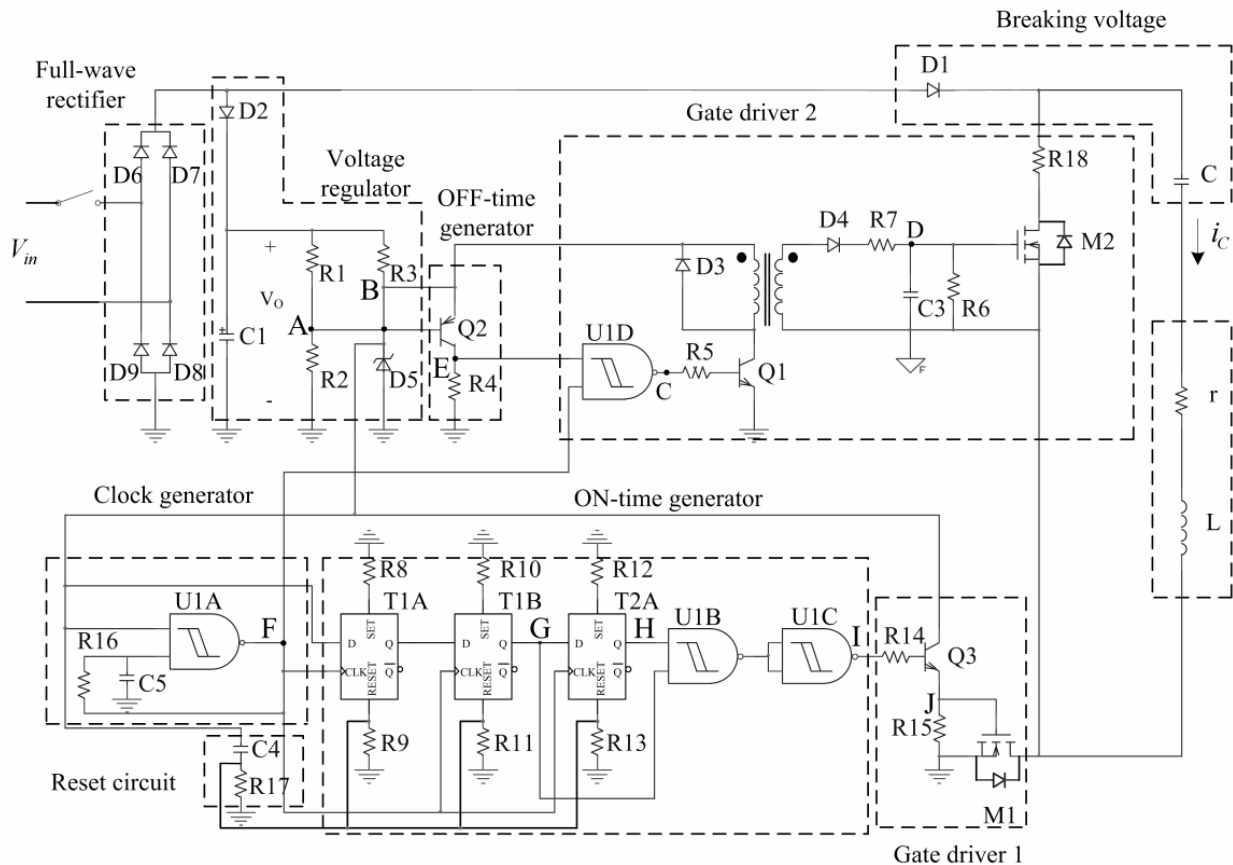 Breaking voltage
Full-wave
rectifier
D1
D2
Gate driver 2
D6
D7
Voltage
regulator
R18
C
OFF-time
generator
D4
R7
D
M2
i_C
V_in
+
R1
R3
D3
B
V_O
A
Q2
C3
R6
C1
U1D
R5
E
D9
D8
R2
D5
R4
C
Q1
F
r
-
Clock generator
ON-time generator
L
R8
R10
R12
U1A
T1A
T1B
T2A
U1B
U1C
F
SET
SET
SET
D
Q
D
Q
G
D
Q
H
I
R14
R16
Q3
CLK
Q
CLK
Q
CLK
Q
C5
RESET
RESET
RESET
J
R15
C4
R9
R11
R13
Reset circuit
R17
M1
Gate driver 1